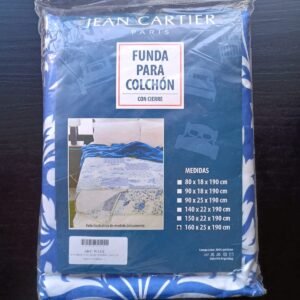 JEAN CARTIER
PARIS
FUNDA
PARA
COLCHÓN
CON CIERRE
MEDIDAS
80 x 18 x 190 cm
90 x 18 x 190 cm
90 x 25 x 190 cm
140 x 22 x 190 cm
150 x 22 x 190 cm
160 x 25 x 190 cm